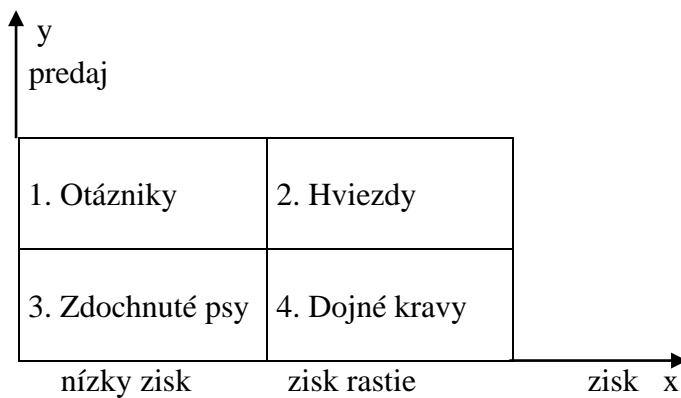 y
predaj
1. Otázniky 2. Hviezdy
3. Zdochnuté psy 4. Dojné kravy
nízky zisk zisk rastie zisk x